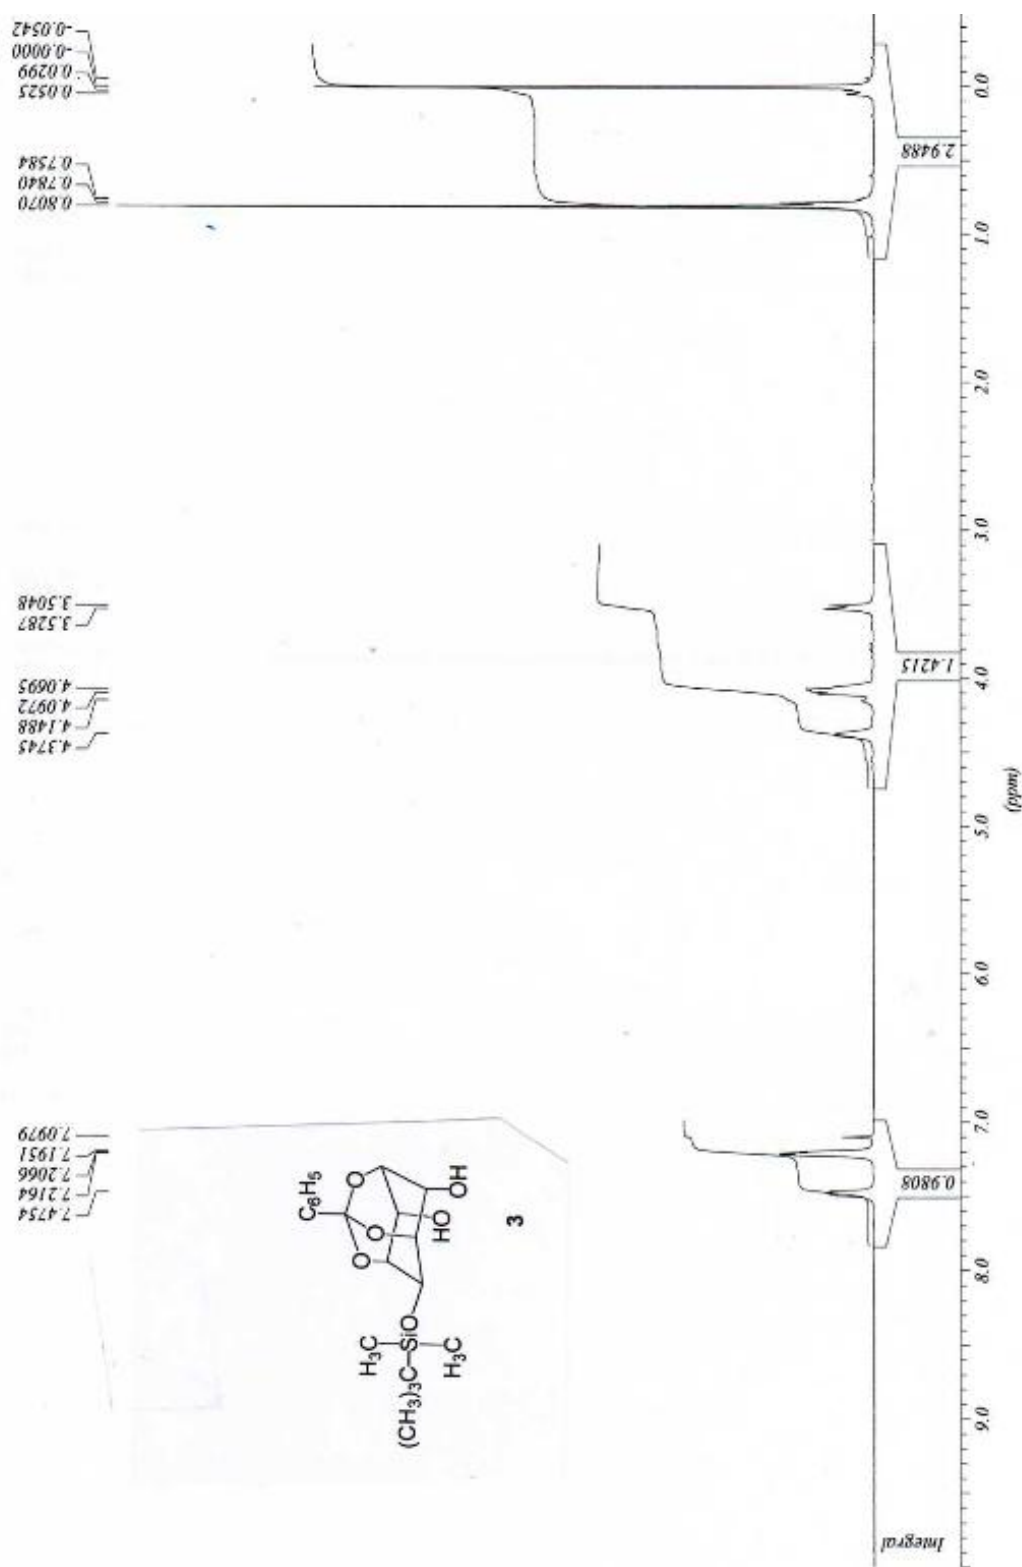 7.4754
7.2164
7.2066
7.1951
7.0979
4.3745
4.1488
4.0972
4.0695
3.5287
3.5048
0.8070
0.7840
0.7584
0.0525
0.0299
-0.0000
-0.0542
C6H5
O
O
O
O
HO
OH
H3C
(CH3)3C-SiO
H3C
3
Integral
0.9808
1.4215
2.9488
9.0
8.0
7.0
6.0
5.0
4.0
3.0
2.0
1.0
0.0
(ppm)